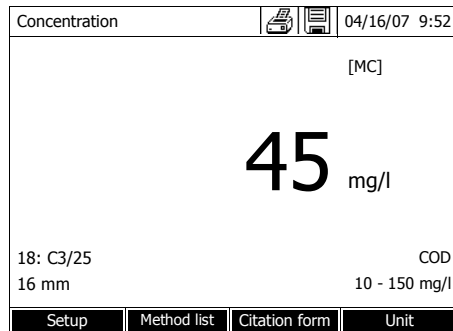 Concentration 04/16/07 9:52
[MC]
45 mg/l
18: C3/25 COD
16 mm 10 - 150 mg/l
Setup Method list Citation form Unit